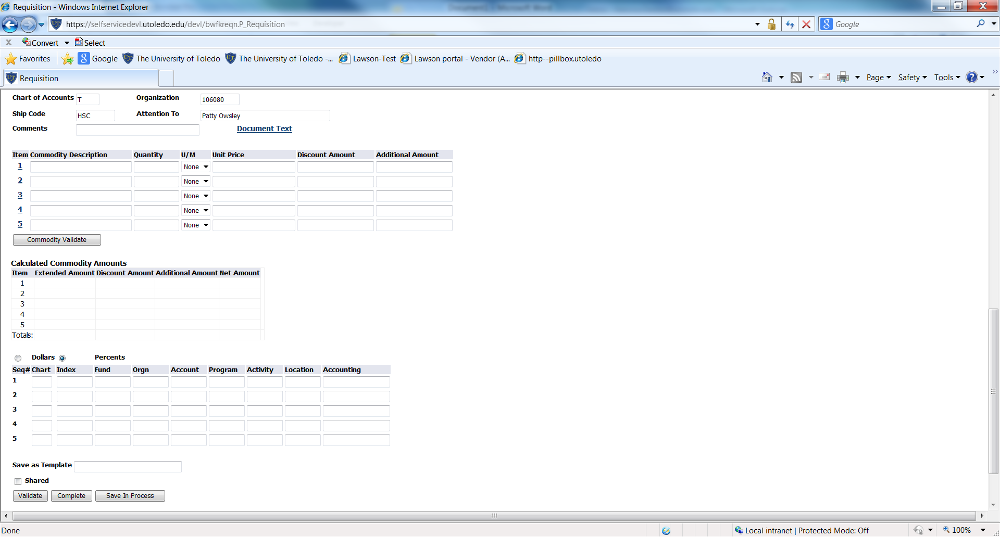 Requisition - Windows Internet Explorer
https://selfservicedevl.utoledo.edu/devl/bwfkreqn.P_Requisition
Google
x Convert Select
Favorites Google The University of Toledo The University of Toledo -... Lawson-Test Lawson portal - Vendor (A... http--pillbox.utoledo
Requisition Page Safety Tools
Chart of Accounts T Organization 106080
Ship Code HSC Attention To Patty Owsley
Comments Document Text
Item Commodity Description Quantity U/M Unit Price Discount Amount Additional Amount
1 None
2 None
3 None
4 None
5 None
Commodity Validate
Calculated Commodity Amounts
Item Extended Amount Discount Amount Additional Amount Net Amount
1
2
3
4
5
Totals:
Dollars Percents
Seq# Chart Index Fund Orgn Account Program Activity Location Accounting
1
2
3
4
5
Save as Template
Shared
Validate Complete Save In Process
Done Local intranet | Protected Mode: Off 100%